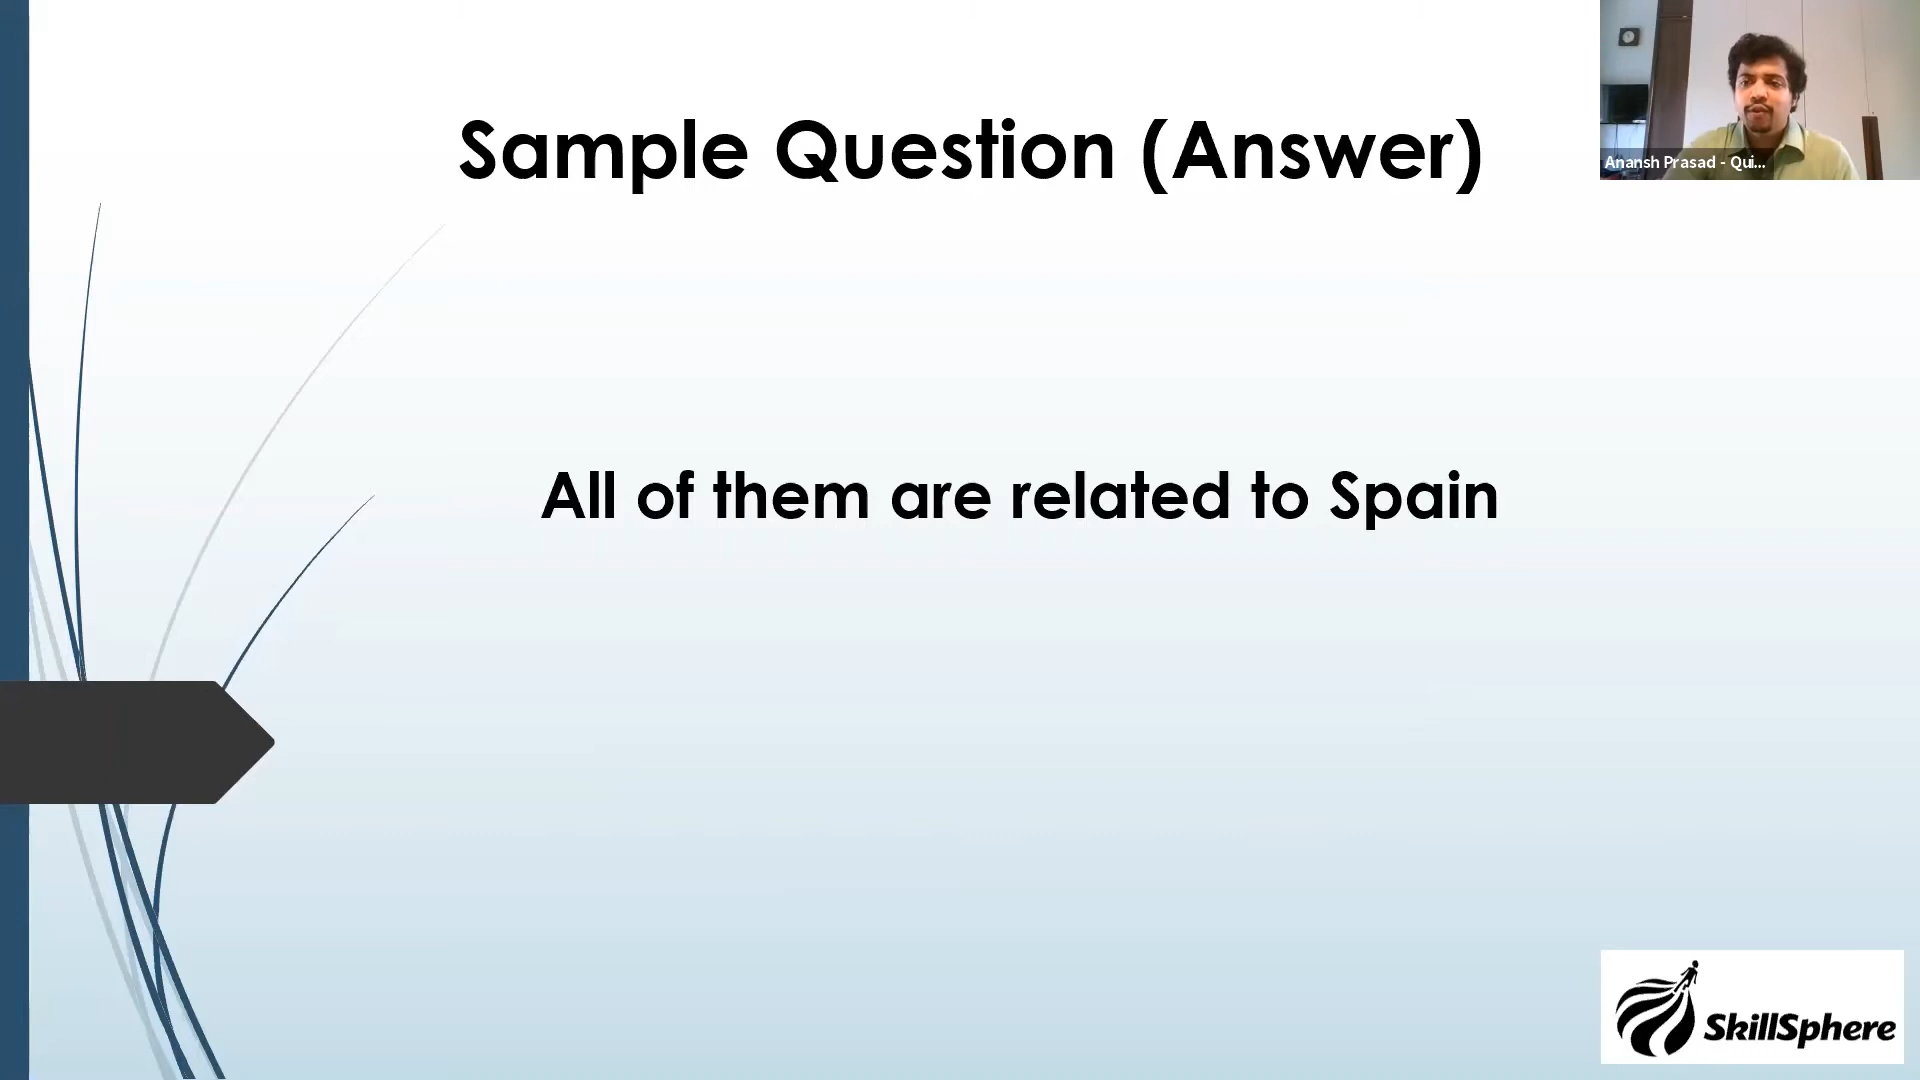 Sample Question (Answer)
Anansh Prasad - Qui...
All of them are related to Spain
SkillSphere